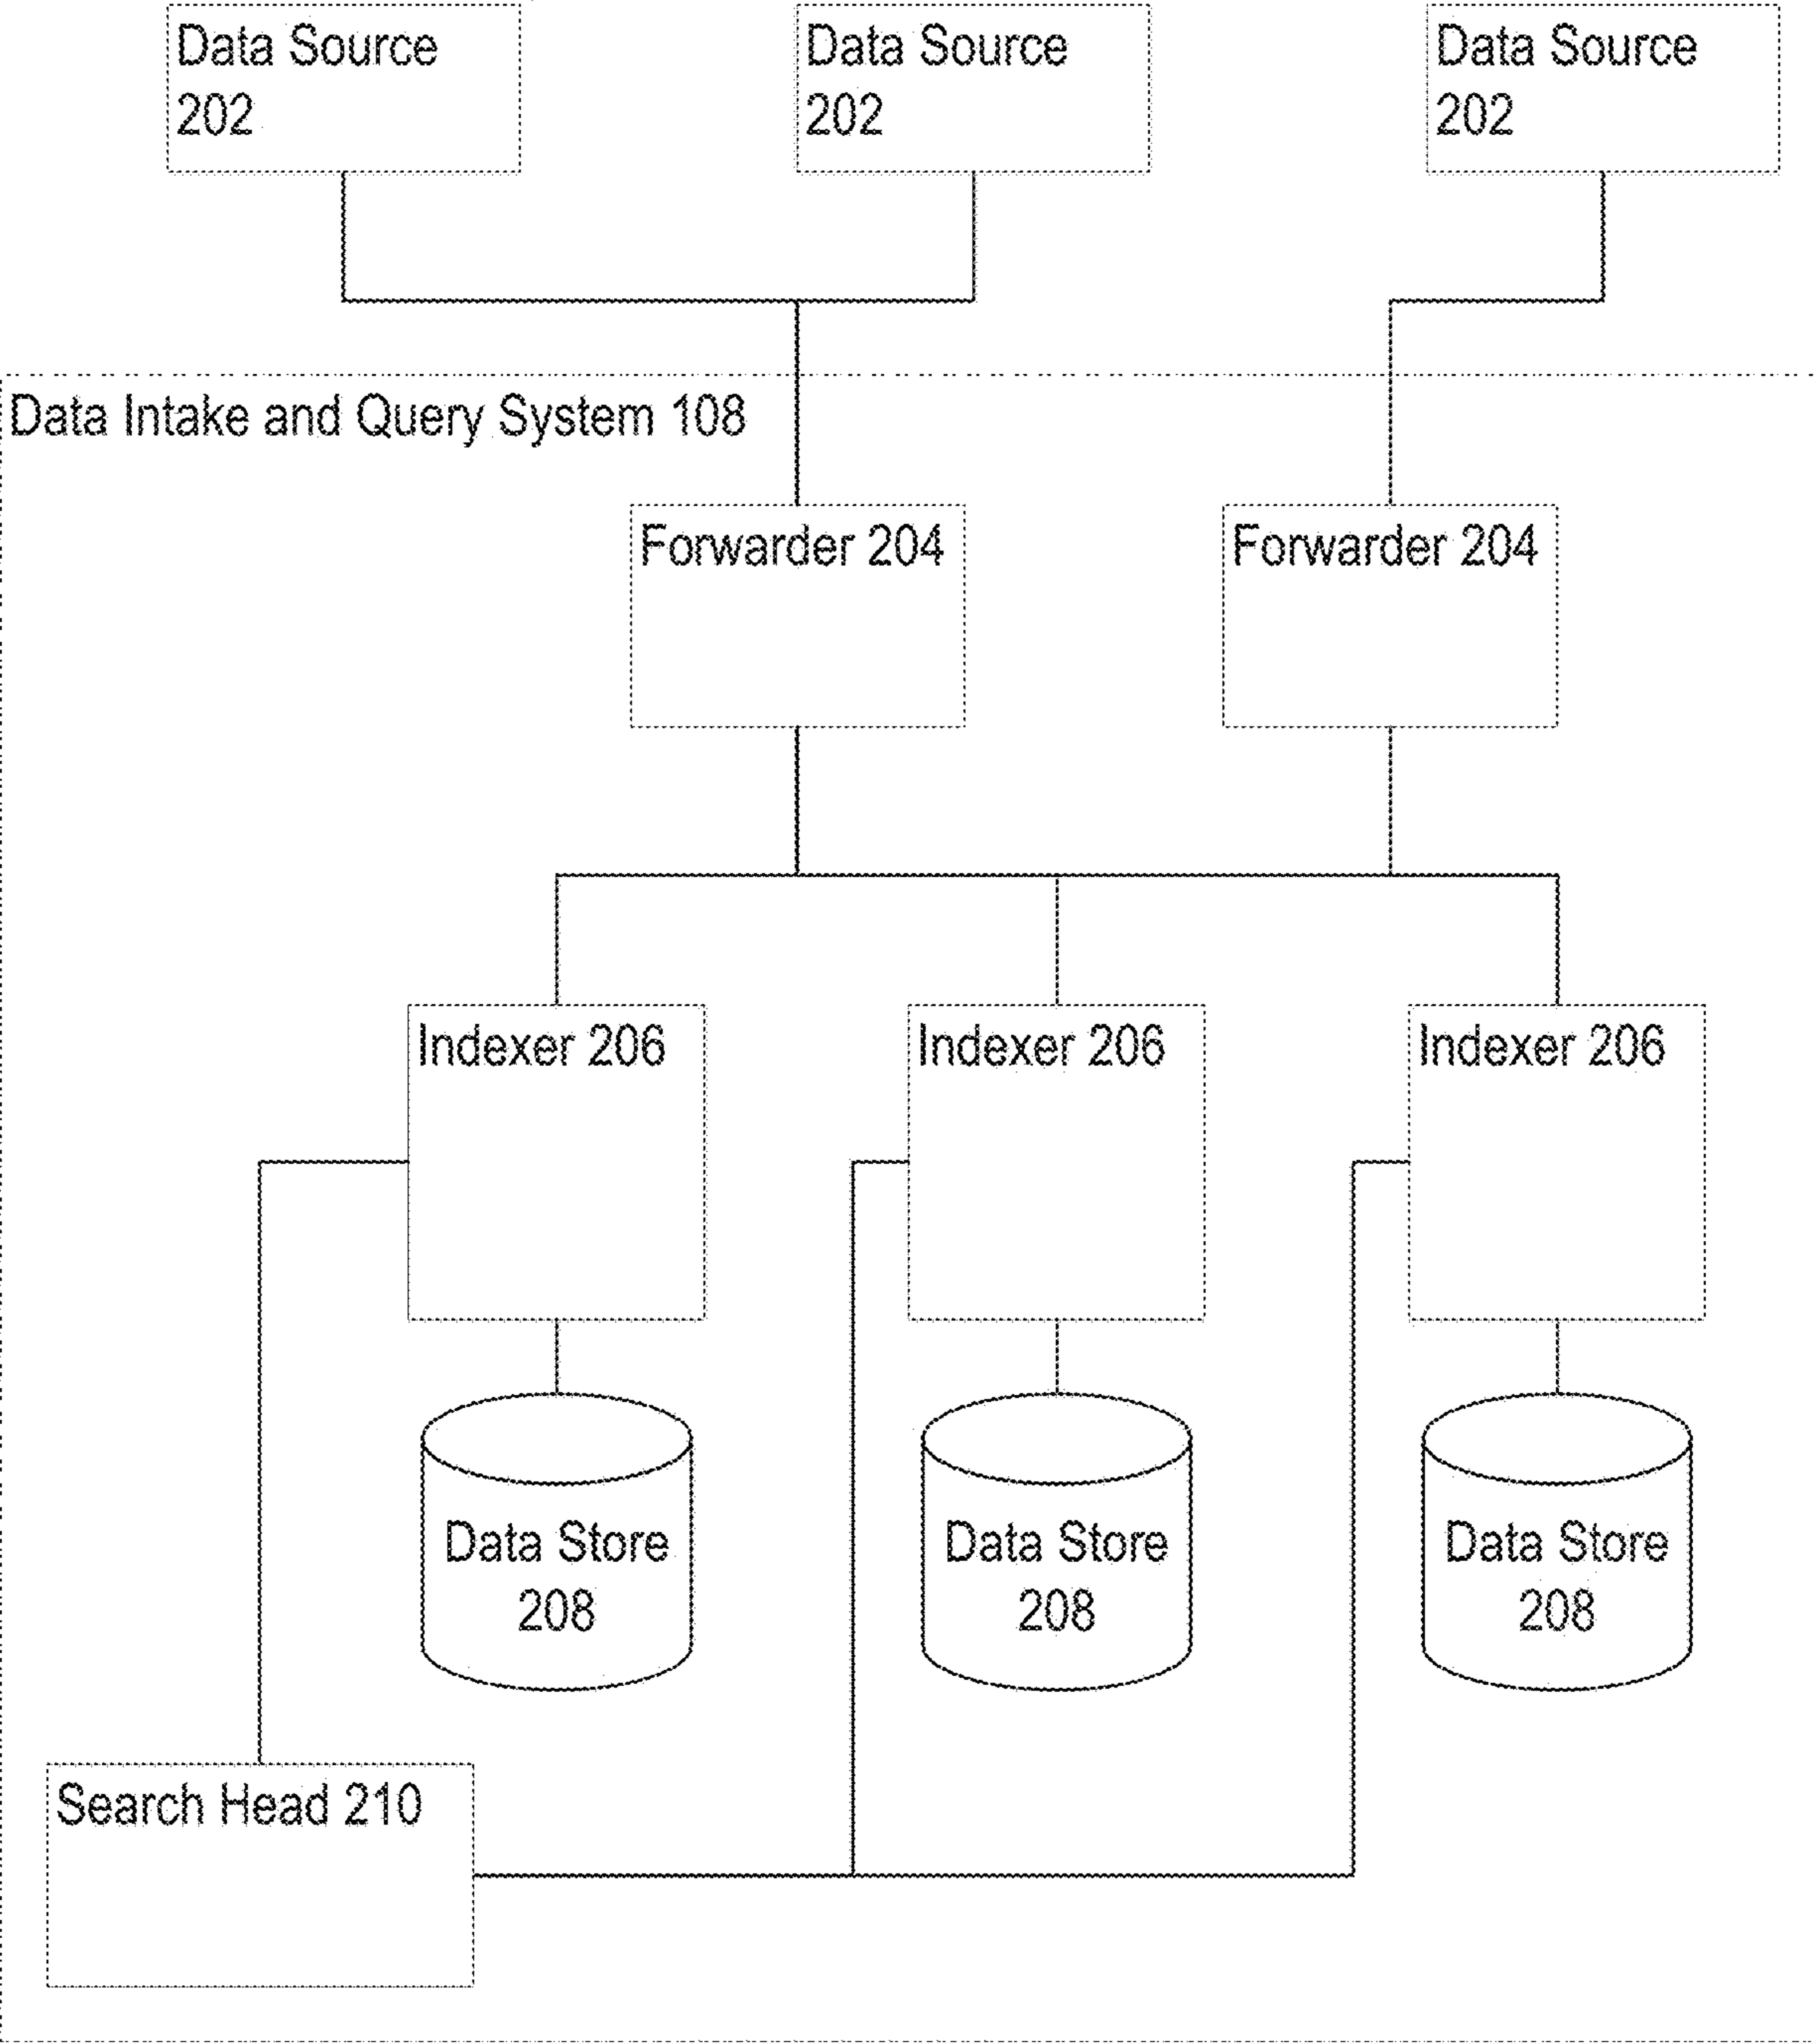 Data Source
202
Data Source
202
Data Source
202
Data Intake and Query System 108
Forwarder 204
Forwarder 204
Indexer 206
Indexer 206
Indexer 206
Data Store
208
Data Store
208
Data Store
208
Search Head 210